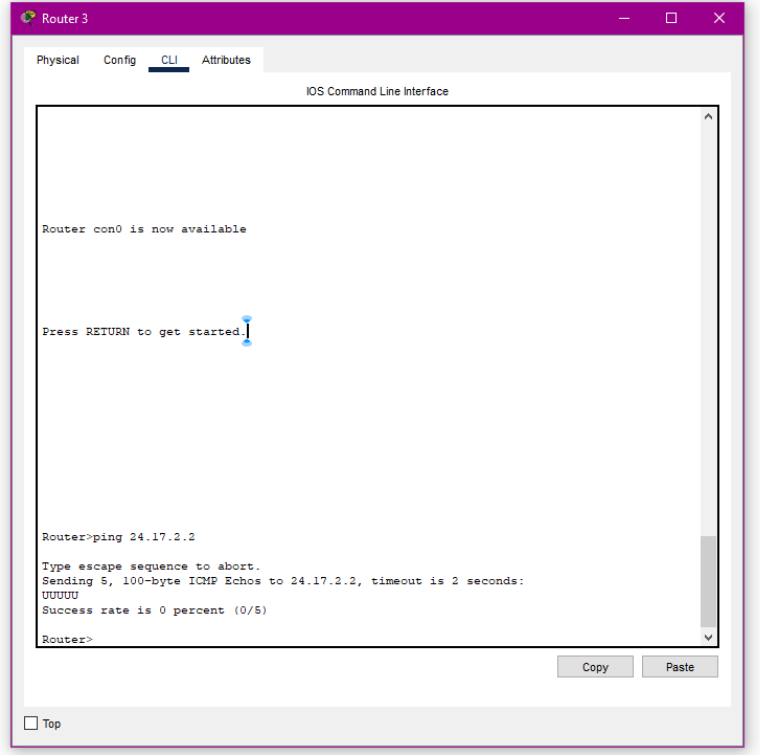 Router 3
Physical Config CLI Attributes
IOS Command Line Interface
Router con0 is now available
Press RETURN to get started.
Router>ping 24.17.2.2
Type escape sequence to abort.
Sending 5, 100-byte ICMP Echos to 24.17.2.2, timeout is 2 seconds:
UUUUU
Success rate is 0 percent (0/5)
Router>
Copy Paste
Top